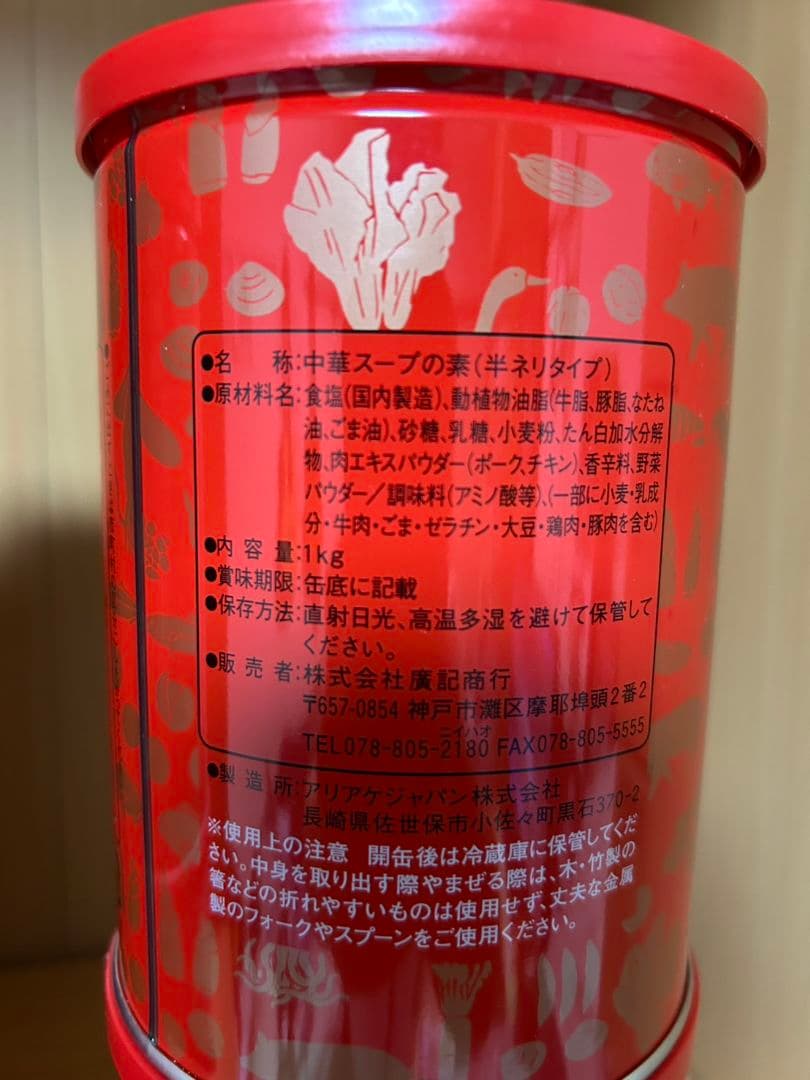 ●名　称:中華スープの素(半ネリタイプ)
●原材料名:食塩(国内製造)、動植物油脂(牛脂、豚脂、なたね
油、ごま油)、砂糖、乳糖、小麦粉、たん白加水分解
物、肉エキスパウダー(ポーク、チキン)、香辛料、野菜
パウダー/調味料(アミノ酸等)、(一部に小麦・乳成
分・牛肉・ごま・ゼラチン・大豆・鶏肉・豚肉を含む)
●内容量:1kg
●賞味期限:缶底に記載
●保存方法:直射日光、高温多湿を避けて保管して
ください。
●販売者:株式会社廣記商行
〒657-0854 神戸市灘区摩耶埠頭2番2
ニイハオ
TEL078-805-2180 FAX078-805-5555
●製造所:アリアケジャパン株式会社
長崎県佐世保市小佐々町黒石370-2
※使用上の注意　開缶後は冷蔵庫に保管してくだ
さい。中身を取り出す際やまぜる際は、木・竹製の
箸などの折れやすいものは使用せず、丈夫な金属
製のフォークやスプーンをご使用ください。